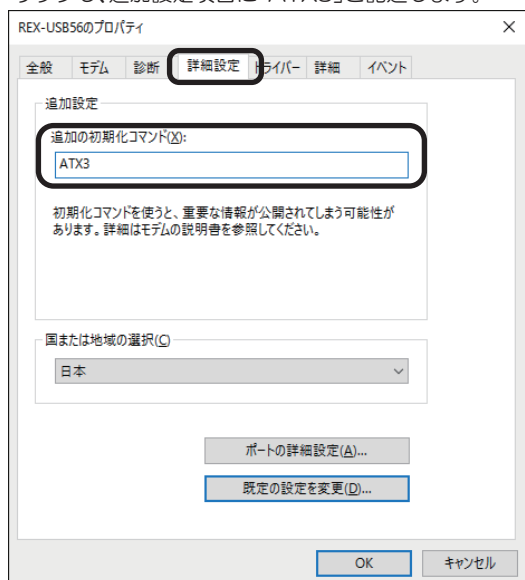 REX-USB56のプロパティ
全般 モデム 診断 詳細設定 ドライバー 詳細 イベント
追加設定
追加の初期化コマンド(X):
ATX3
初期化コマンドを使うと、重要な情報が公開されてしまう可能性が
あります。詳細はモデムの説明書を参照してください。
国または地域の選択(C)
日本
ポートの詳細設定(A)...
既定の設定を変更(D)...
OK キャンセル